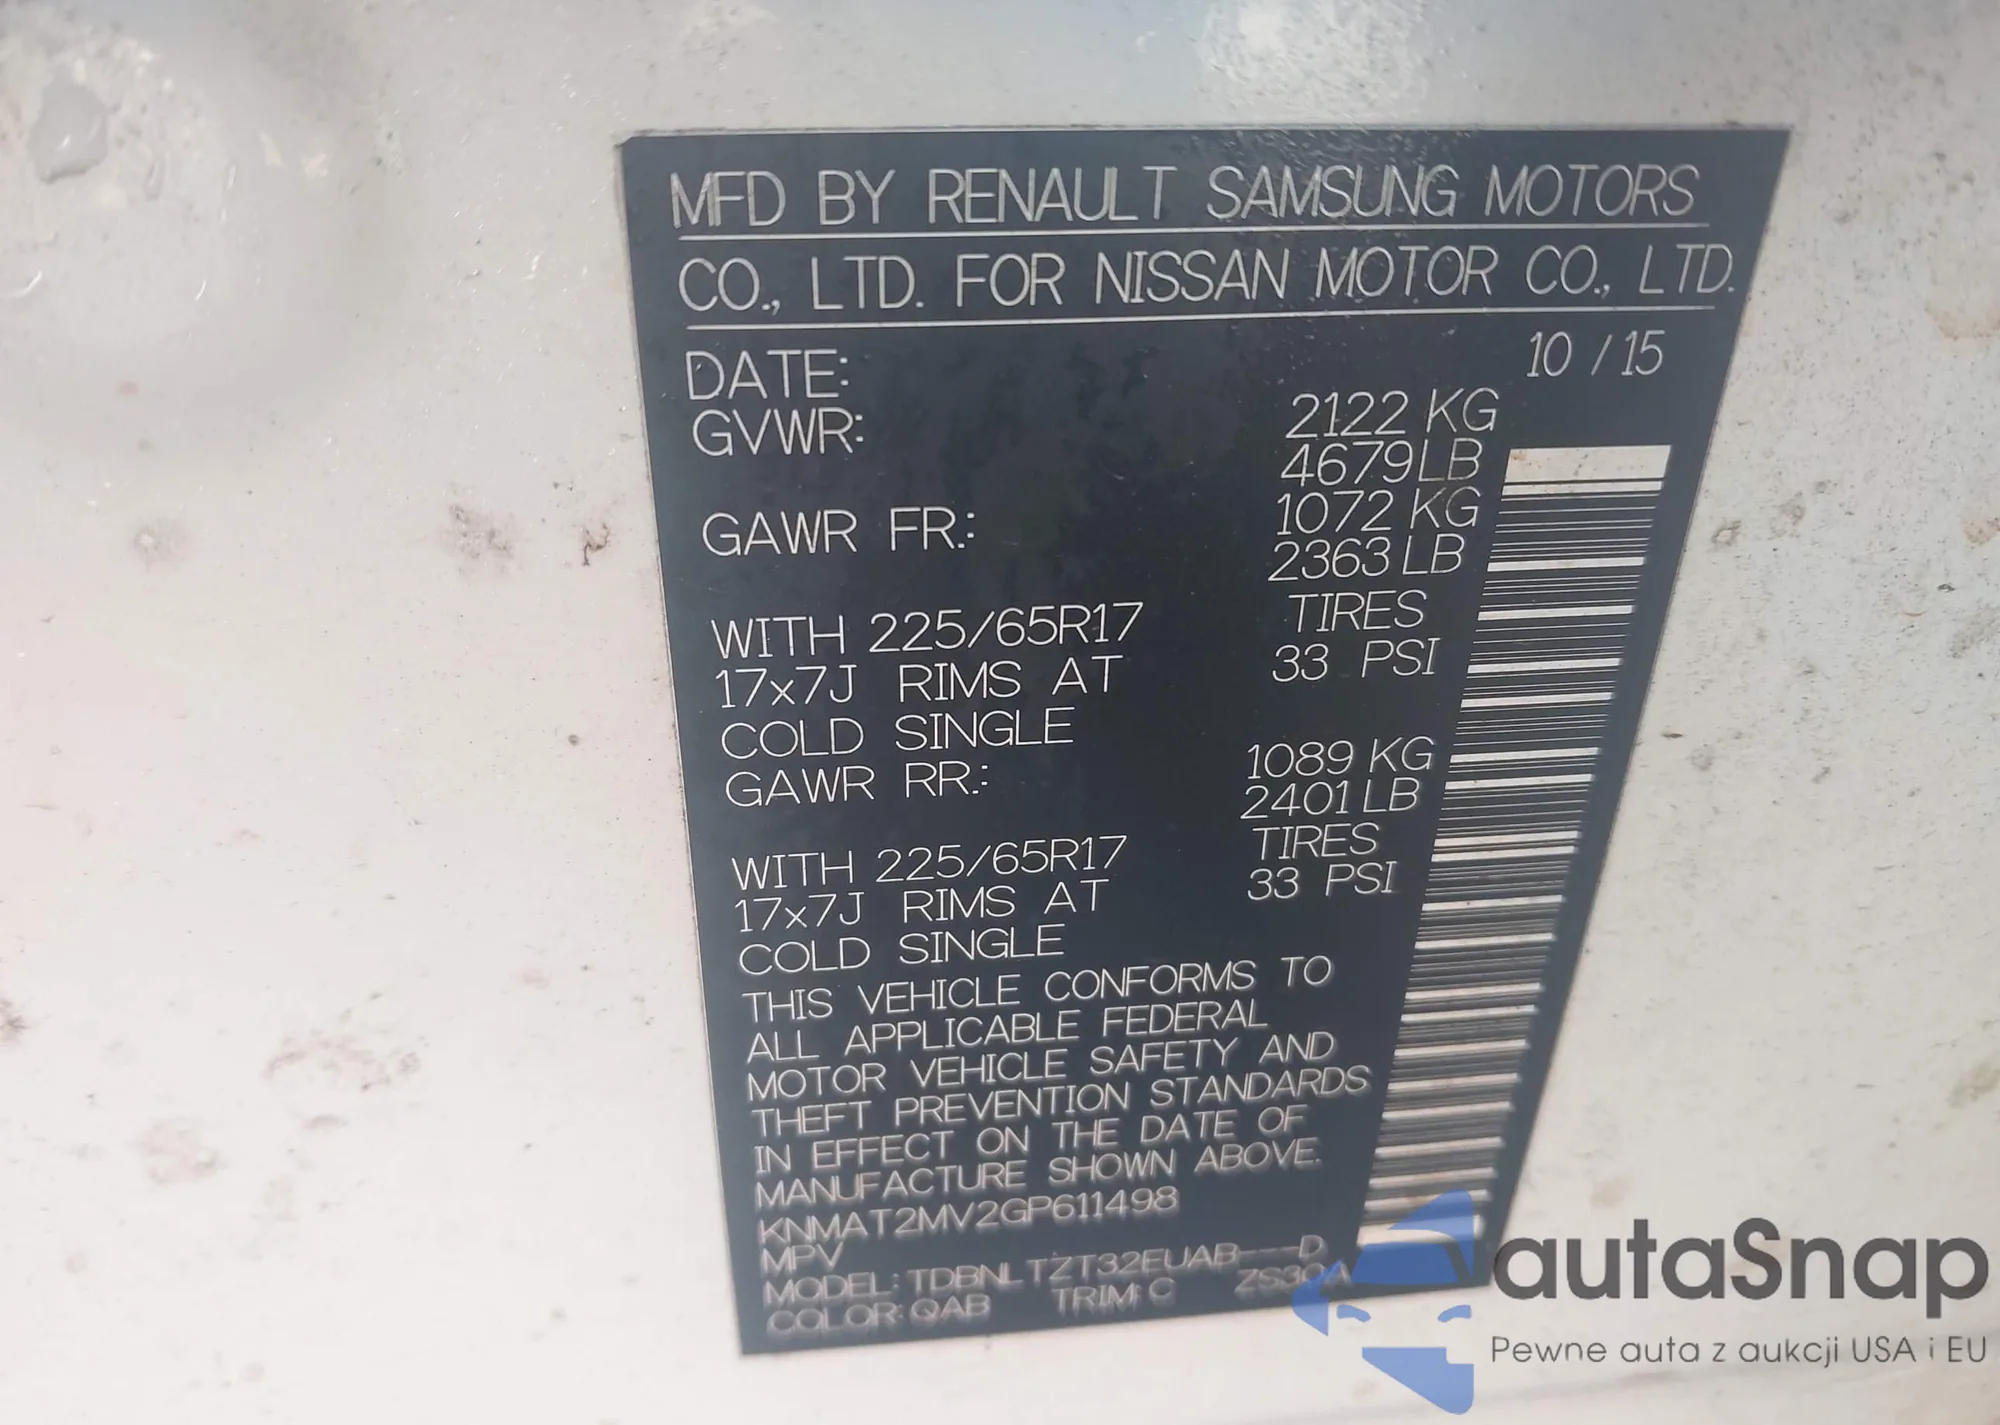 MFD BY RENAULT SAMSUNG MOTORS
CO., LTD. FOR NISSAN MOTOR CO., LTD.
DATE: 10 / 15
GVWR: 2122 KG
4679 LB
GAWR FR.: 1072 KG
2363 LB
WITH 225/65R17 TIRES
17x7J RIMS AT 33 PSI
COLD SINGLE
GAWR RR.: 1089 KG
2401 LB
WITH 225/65R17 TIRES
17x7J RIMS AT 33 PSI
COLD SINGLE
THIS VEHICLE CONFORMS TO
ALL APPLICABLE FEDERAL
MOTOR VEHICLE SAFETY AND
THEFT PREVENTION STANDARDS
IN EFFECT ON THE DATE OF
MANUFACTURE SHOWN ABOVE.
KNMAT2MV2GP611498
MPV
MODEL: TDBNLTZT32EUAB---D
COLOR: QAB TRIM: C
autaSnap
Pewne auta z aukcji USA i EU